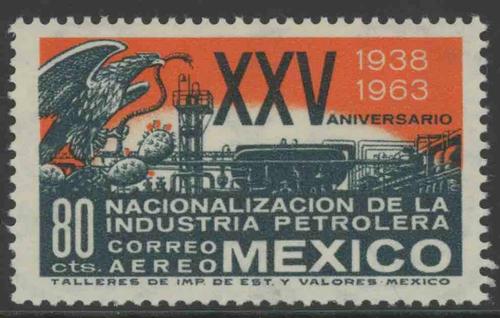 XXV
1938
1963
ANIVERSARIO
NACIONALIZACION DE LA
INDUSTRIA PETROLERA
80 cts.
CORREO
AEREO
MEXICO
TALLERES DE IMP. DE EST. Y VALORES-MEXICO